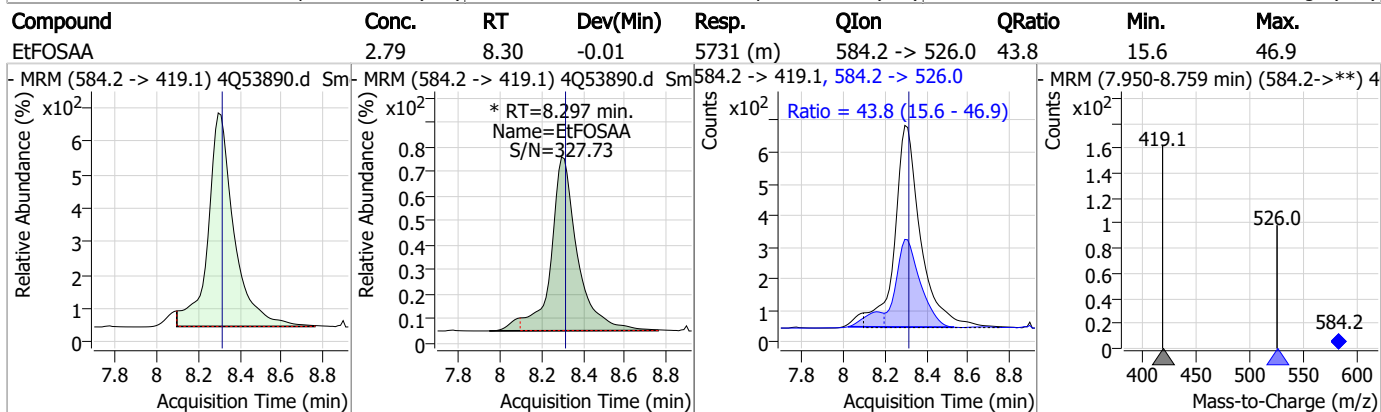 Compound Conc. RT Dev(Min) Resp. QIon QRatio Min. Max.
EtFOSAA 2.79 8.30 -0.01 5731 (m) 584.2 -> 526.0 43.8 15.6 46.9
- MRM (584.2 -> 419.1) 4Q53890.d Sm
Relative Abundance (%)
x10²
6
5
4
3
2
1
0
7.8 8 8.2 8.4 8.6 8.8
Acquisition Time (min)
- MRM (584.2 -> 419.1) 4Q53890.d Sm
Relative Abundance (%)
x10²
* RT=8.297 min.
Name=EtFOSAA
S/N=327.73
0.8
0.7
0.6
0.5
0.4
0.3
0.2
0.1
0
7.8 8 8.2 8.4 8.6 8.8
Acquisition Time (min)
584.2 -> 419.1, 584.2 -> 526.0
Counts
x10²
Ratio = 43.8 (15.6 - 46.9)
6
5
4
3
2
1
0
7.8 8 8.2 8.4 8.6 8.8
Acquisition Time (min)
- MRM (7.950-8.759 min) (584.2->**) 4
Counts
x10²
419.1
526.0
584.2
1.6
1.4
1.2
1
0.8
0.6
0.4
0.2
0
400 450 500 550 600
Mass-to-Charge (m/z)